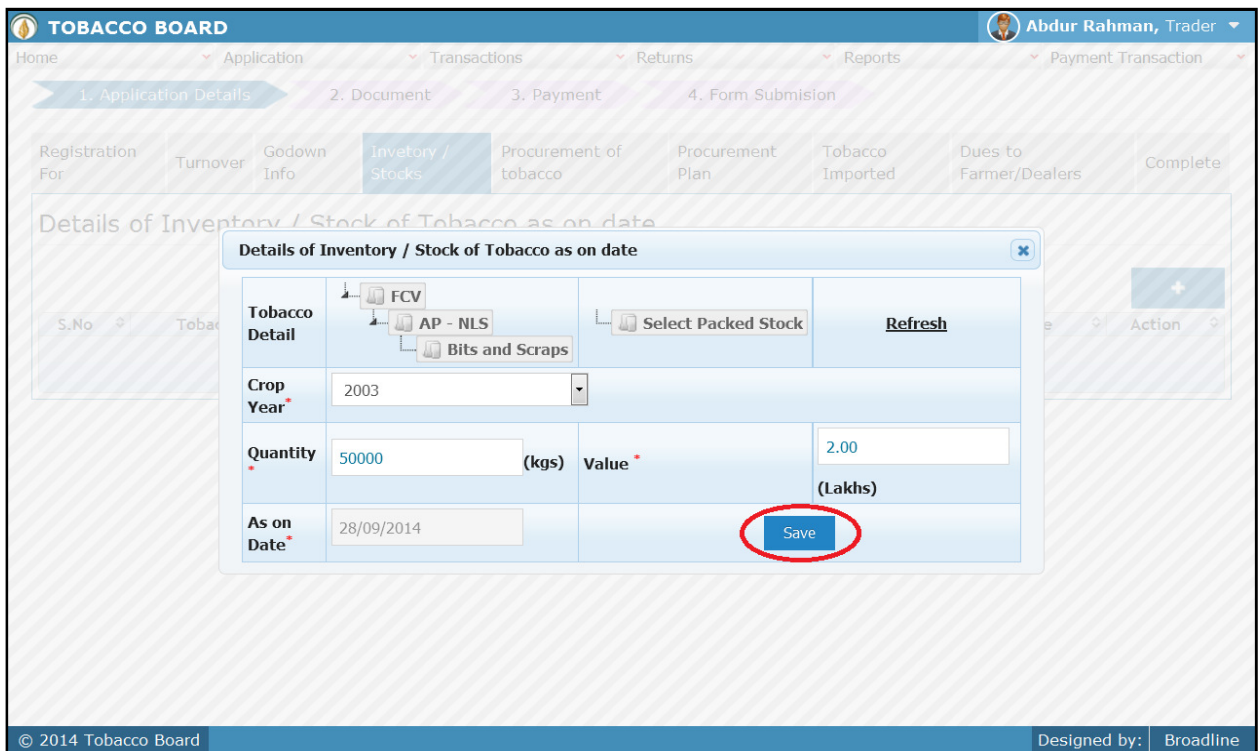 TOBACCO BOARD
Abdur Rahman, Trader
Home Application Transactions Returns Reports Payment Transaction
1. Application Details 2. Document 3. Payment 4. Form Submision
Registration For Turnover Godown Info Invetory / Stocks Procurement of tobacco Procurement Plan Tobacco Imported Dues to Farmer/Dealers Complete
Details of Inventory / Stock of Tobacco as on date
Details of Inventory / Stock of Tobacco as on date
+
S.No Action
Tobacco Detail
FCV
AP - NLS
Bits and Scraps
Select Packed Stock
Refresh
Crop Year*
2003
Quantity *
50000 (kgs)
Value *
2.00
(Lakhs)
As on Date*
28/09/2014
Save
© 2014 Tobacco Board
Designed by: Broadline